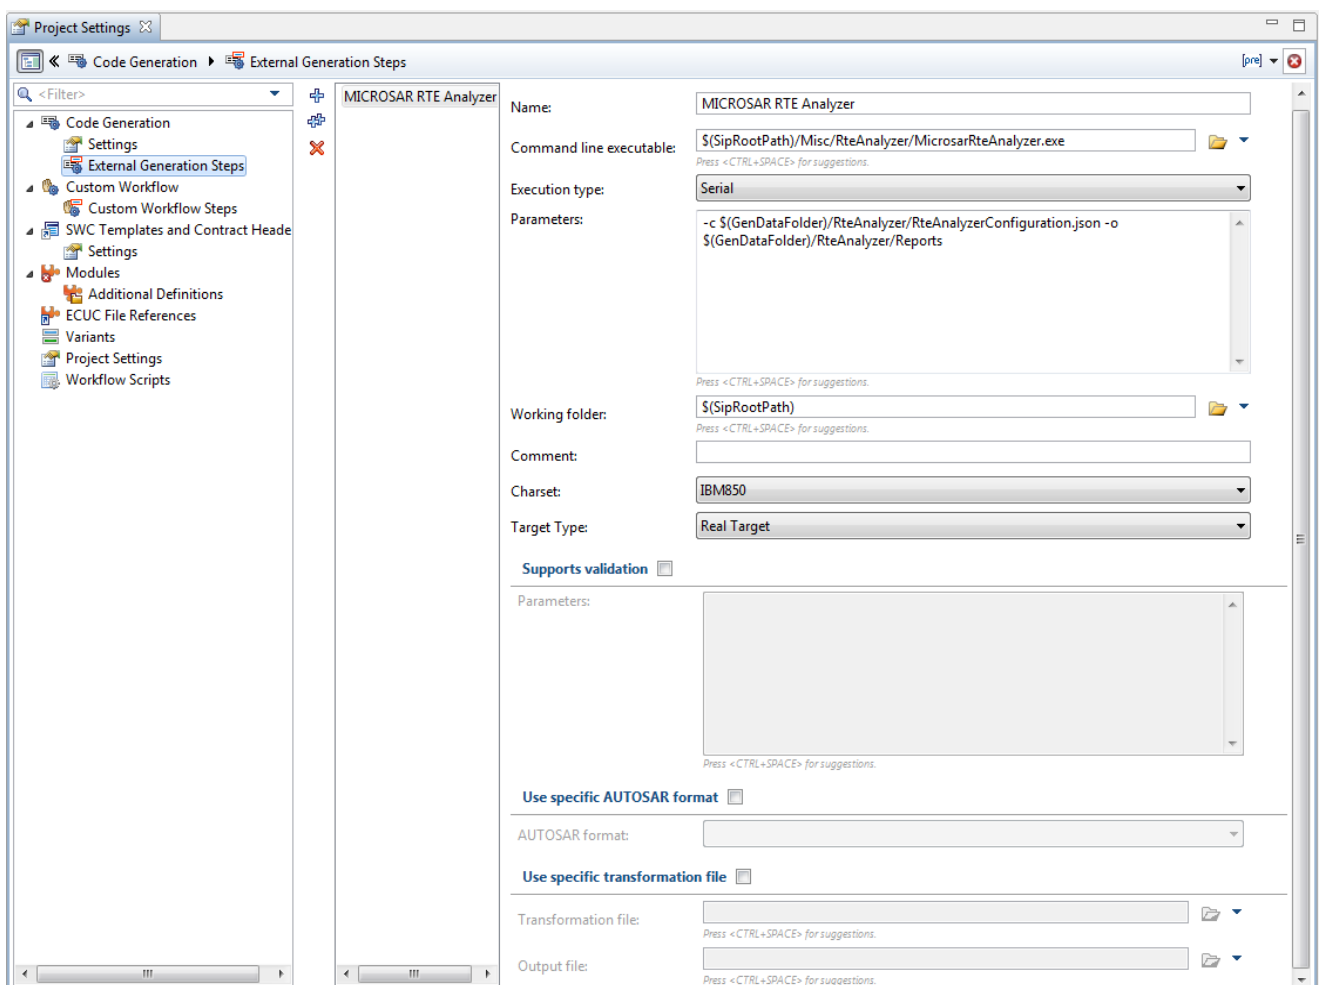 Project Settings
Code Generation
External Generation Steps
[pre]
<Filter>
Code Generation
Settings
External Generation Steps
Custom Workflow
Custom Workflow Steps
SWC Templates and Contract Heade
Settings
Modules
Additional Definitions
ECUC File References
Variants
Project Settings
Workflow Scripts
MICROSAR RTE Analyzer
Name:
MICROSAR RTE Analyzer
Command line executable:
$(SipRootPath)/Misc/RteAnalyzer/MicrosarRteAnalyzer.exe
Press <CTRL+SPACE> for suggestions.
Execution type:
Serial
Parameters:
-c $(GenDataFolder)/RteAnalyzer/RteAnalyzerConfiguration.json -o
$(GenDataFolder)/RteAnalyzer/Reports
Press <CTRL+SPACE> for suggestions.
Working folder:
$(SipRootPath)
Press <CTRL+SPACE> for suggestions.
Comment:
Charset:
IBM850
Target Type:
Real Target
Supports validation
Parameters:
Press <CTRL+SPACE> for suggestions.
Use specific AUTOSAR format
AUTOSAR format:
Use specific transformation file
Transformation file:
Press <CTRL+SPACE> for suggestions.
Output file:
Press <CTRL+SPACE> for suggestions.